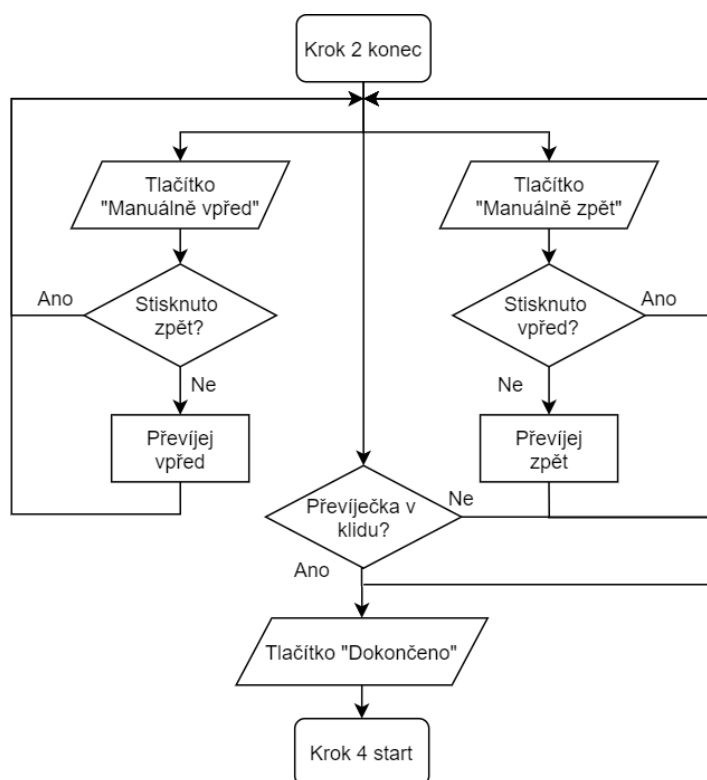 Krok 2 konec
Tlačítko
"Manuálně vpřed"
Tlačítko
"Manuálně zpět"
Ano
Stisknuto
zpět?
Stisknuto
vpřed?
Ano
Ne
Ne
Převíjej
vpřed
Převíjej
zpět
Převíječka v
klidu?
Ne
Ano
Tlačítko "Dokončeno"
Krok 4 start